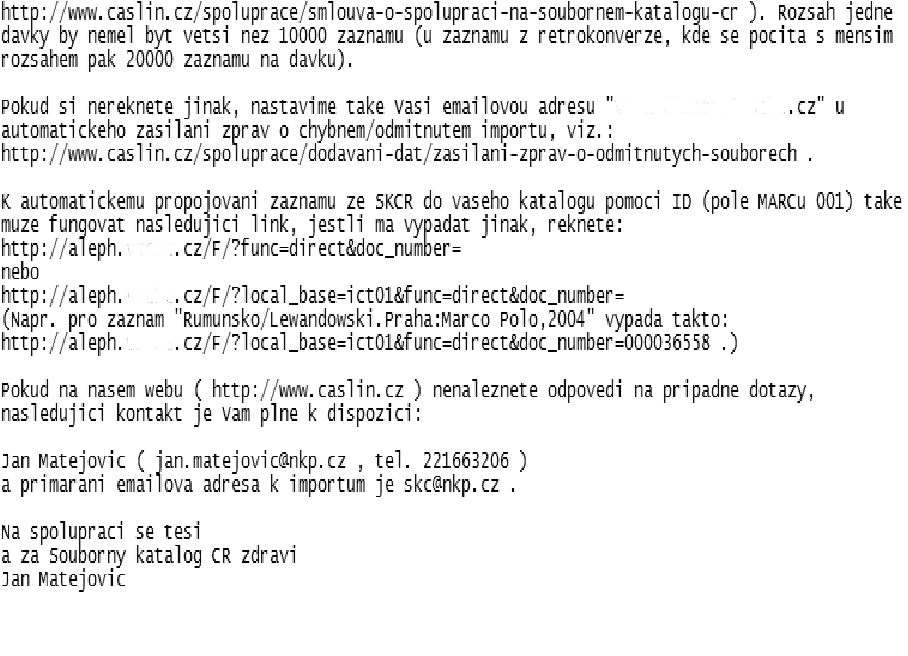 http://www.caslin.cz/spoluprace/smlouva-o-spolupraci-na-soubornem-katalogu-cr ). Rozsah jedne
davky by nemel byt vetsi nez 10000 zaznamu (u zaznamu z retrokonverze, kde se pocita s mensim
rozsahem pak 20000 zaznamu na davku).
Pokud si nereknete jinak, nastavime take Vasi emailovou adresu " .cz" u
automatickeho zasilani zprav o chybnem/odmitnutem importu, viz.:
http://www.caslin.cz/spoluprace/dodavani-dat/zasilani-zprav-o-odmitnutych-souborech .
K automatickemu propojovani zaznamu ze SKCR do vaseho katalogu pomoci ID (pole MARCu 001) take
muze fungovat nasledujici link, jestli ma vypadat jinak, reknete:
http://aleph. .cz/F/?func=direct&doc_number=
nebo
http://aleph. .cz/F/?local_base=ict01&func=direct&doc_number=
(Napr. pro zaznam "Rumunsko/Lewandowski.Praha:Marco Polo,2004" vypada takto:
http://aleph. .cz/F/?local_base=ict01&func=direct&doc_number=000036558 .)
Pokud na nasem webu ( http://www.caslin.cz ) nenaleznete odpovedi na pripadne dotazy,
nasledujici kontakt je Vam plne k dispozici:
Jan Matejovic ( jan.matejovic@nkp.cz , tel. 221663206 )
a primarani emailova adresa k importum je skc@nkp.cz .
Na spolupraci se tesi
a za Souborny katalog CR zdravi
Jan Matejovic